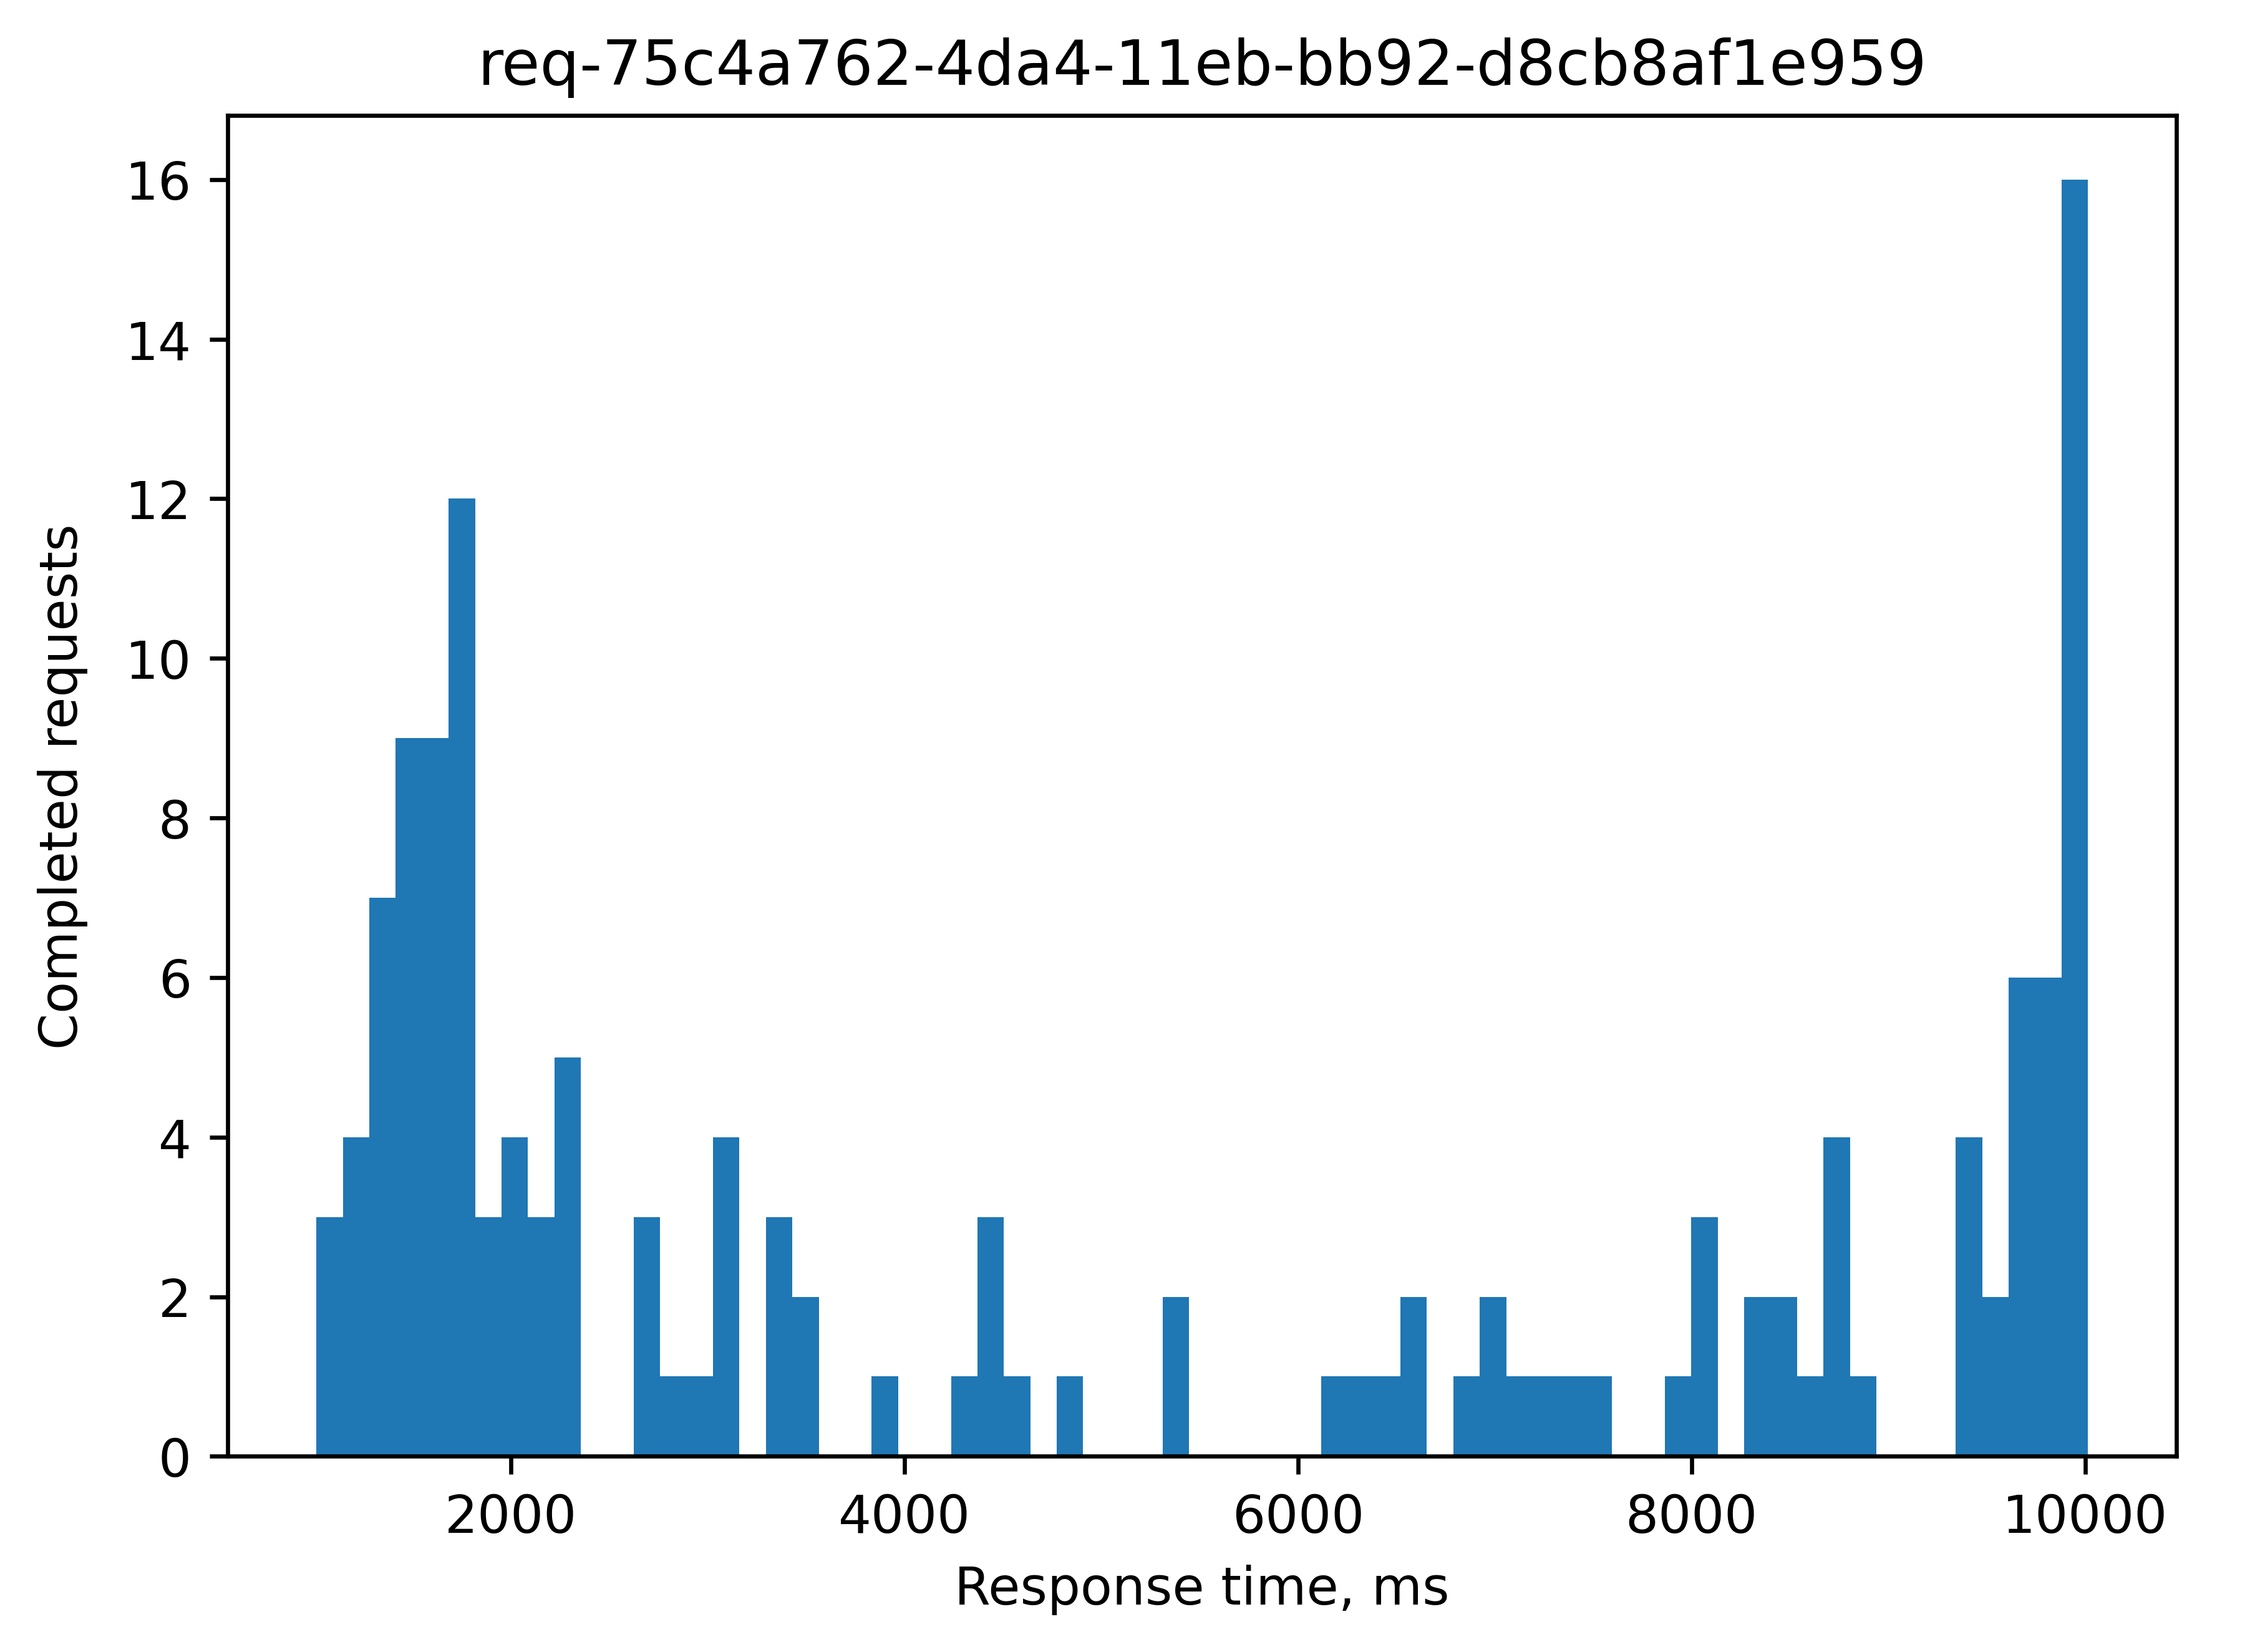 req-75c4a762-4da4-11eb-bb92-d8cb8af1e959
16
14
12
10
8
6
4
2
0
Completed requests
2000 4000 6000 8000 10000
Response time, ms